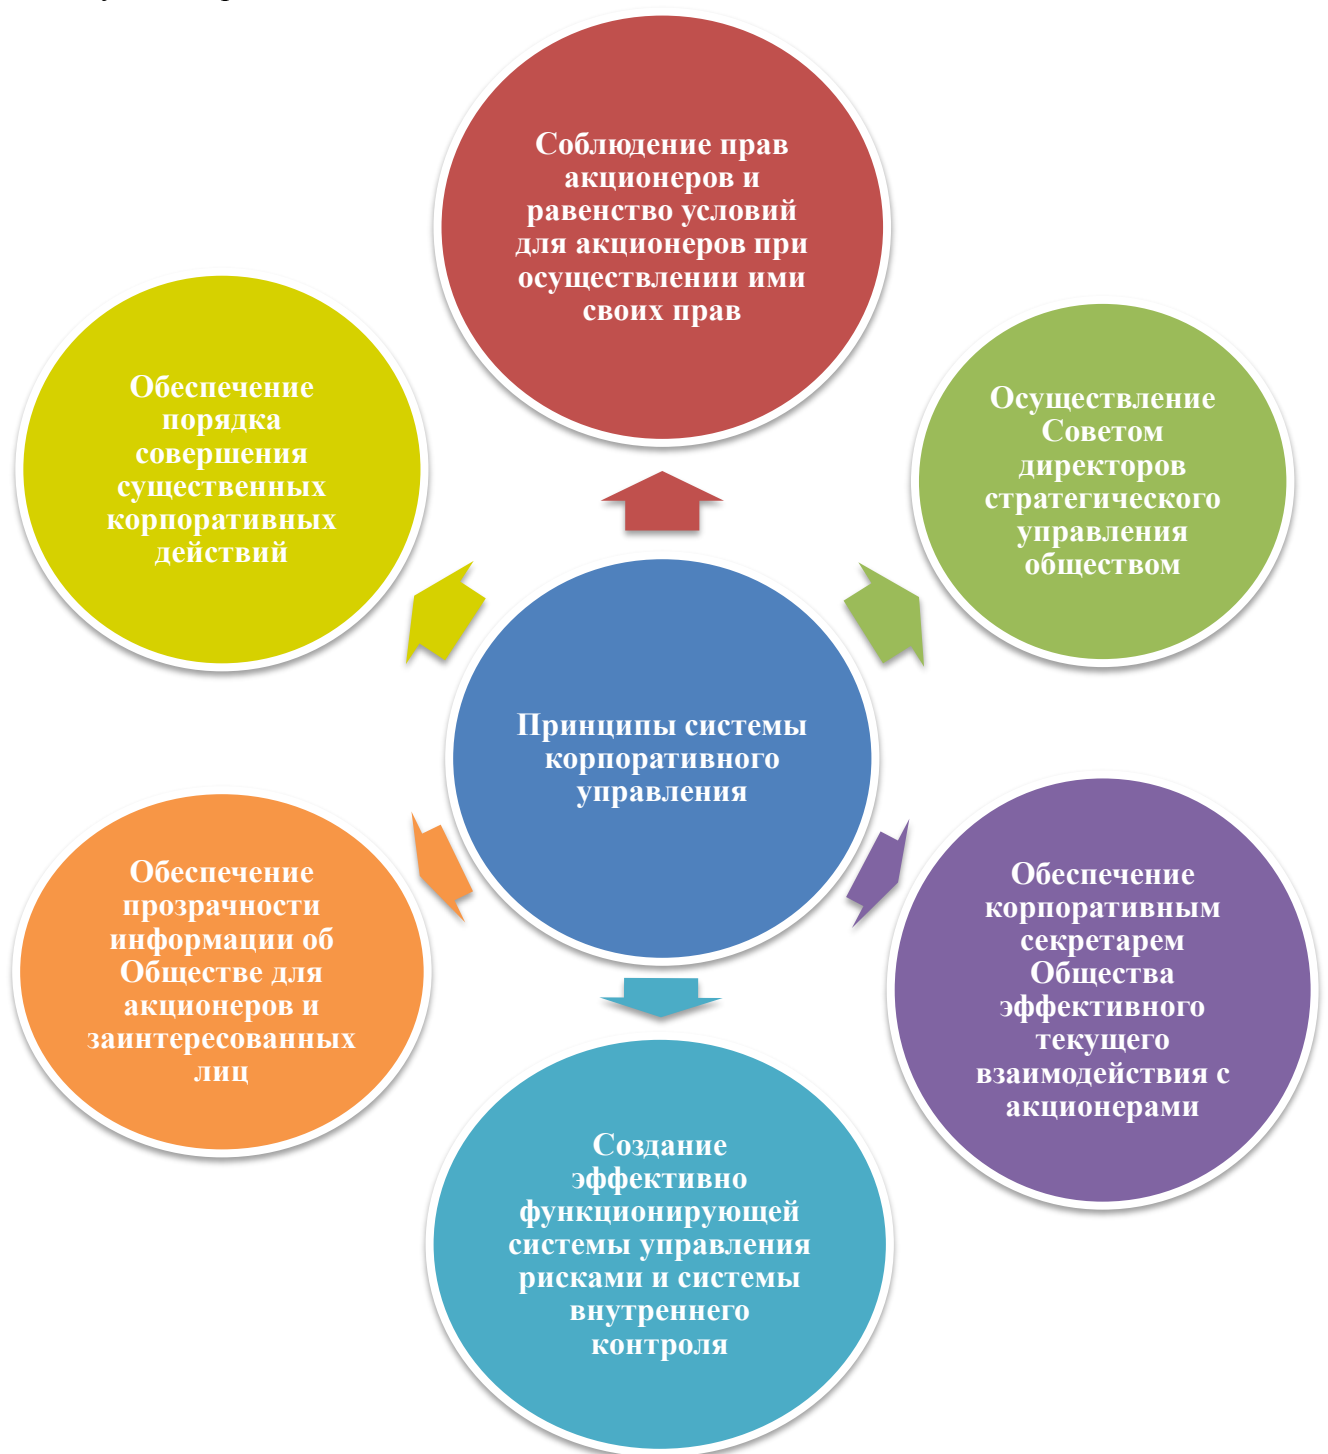 Соблюдение прав
акционеров и
равенство условий
для акционеров при
осуществлении ими
своих прав
Осуществление
Советом
директоров
стратегического
управления
обществом
Обеспечение
корпоративным
секретарем
Общества
эффективного
текущего
взаимодействия с
акционерами
Создание
эффективно
функционирующей
системы управления
рисками и системы
внутреннего
контроля
Обеспечение
прозрачности
информации об
Обществе для
акционеров и
заинтересованных
лиц
Обеспечение
порядка
совершения
существенных
корпоративных
действий
Принципы системы
корпоративного
управления